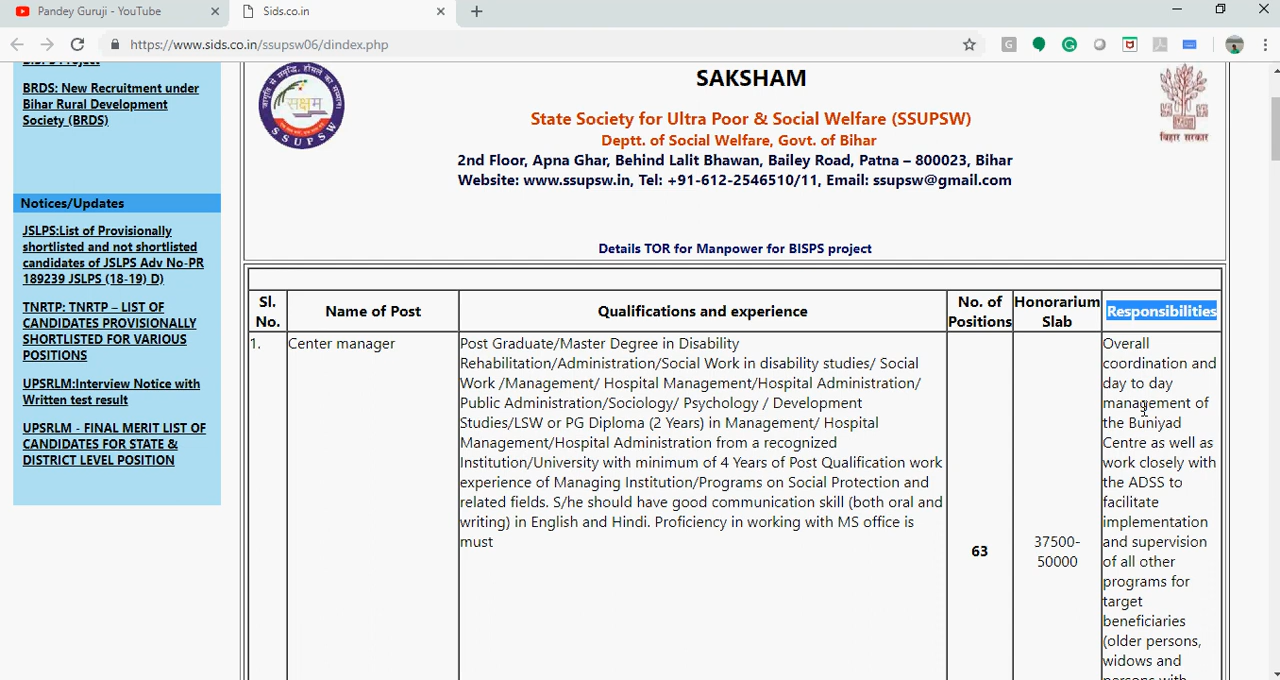 Pandey Guruji - YouTube
Sids.co.in
https://www.sids.co.in/ssupsw06/dindex.php
BRDS: New Recruitment under
Bihar Rural Development
Society (BRDS)
Notices/Updates
JSLPS:List of Provisionally
shortlisted and not shortlisted
candidates of JSLPS Adv No-PR
189239 JSLPS (18-19) D)
TNRTP: TNRTP – LIST OF
CANDIDATES PROVISIONALLY
SHORTLISTED FOR VARIOUS
POSITIONS
UPSRLM:Interview Notice with
Written test result
UPSRLM - FINAL MERIT LIST OF
CANDIDATES FOR STATE &
DISTRICT LEVEL POSITION
सक्षम
SSUPSW
SAKSHAM
State Society for Ultra Poor & Social Welfare (SSUPSW)
Deptt. of Social Welfare, Govt. of Bihar
2nd Floor, Apna Ghar, Behind Lalit Bhawan, Bailey Road, Patna – 800023, Bihar
Website: www.ssupsw.in, Tel: +91-612-2546510/11, Email: ssupsw@gmail.com
बिहार सरकार
Details TOR for Manpower for BISPS project
Sl. No.
Name of Post
Qualifications and experience
No. of Positions
Honorarium Slab
Responsibilities
1.
Center manager
Post Graduate/Master Degree in Disability
Rehabilitation/Administration/Social Work in disability studies/ Social
Work /Management/ Hospital Management/Hospital Administration/
Public Administration/Sociology/ Psychology / Development
Studies/LSW or PG Diploma (2 Years) in Management/ Hospital
Management/Hospital Administration from a recognized
Institution/University with minimum of 4 Years of Post Qualification work
experience of Managing Institution/Programs on Social Protection and
related fields. S/he should have good communication skill (both oral and
writing) in English and Hindi. Proficiency in working with MS office is
must
63
37500-
50000
Overall
coordination and
day to day
management of
the Buniyad
Centre as well as
work closely with
the ADSS to
facilitate
implementation
and supervision
of all other
programs for
target
beneficiaries
(older persons,
widows and
persons with